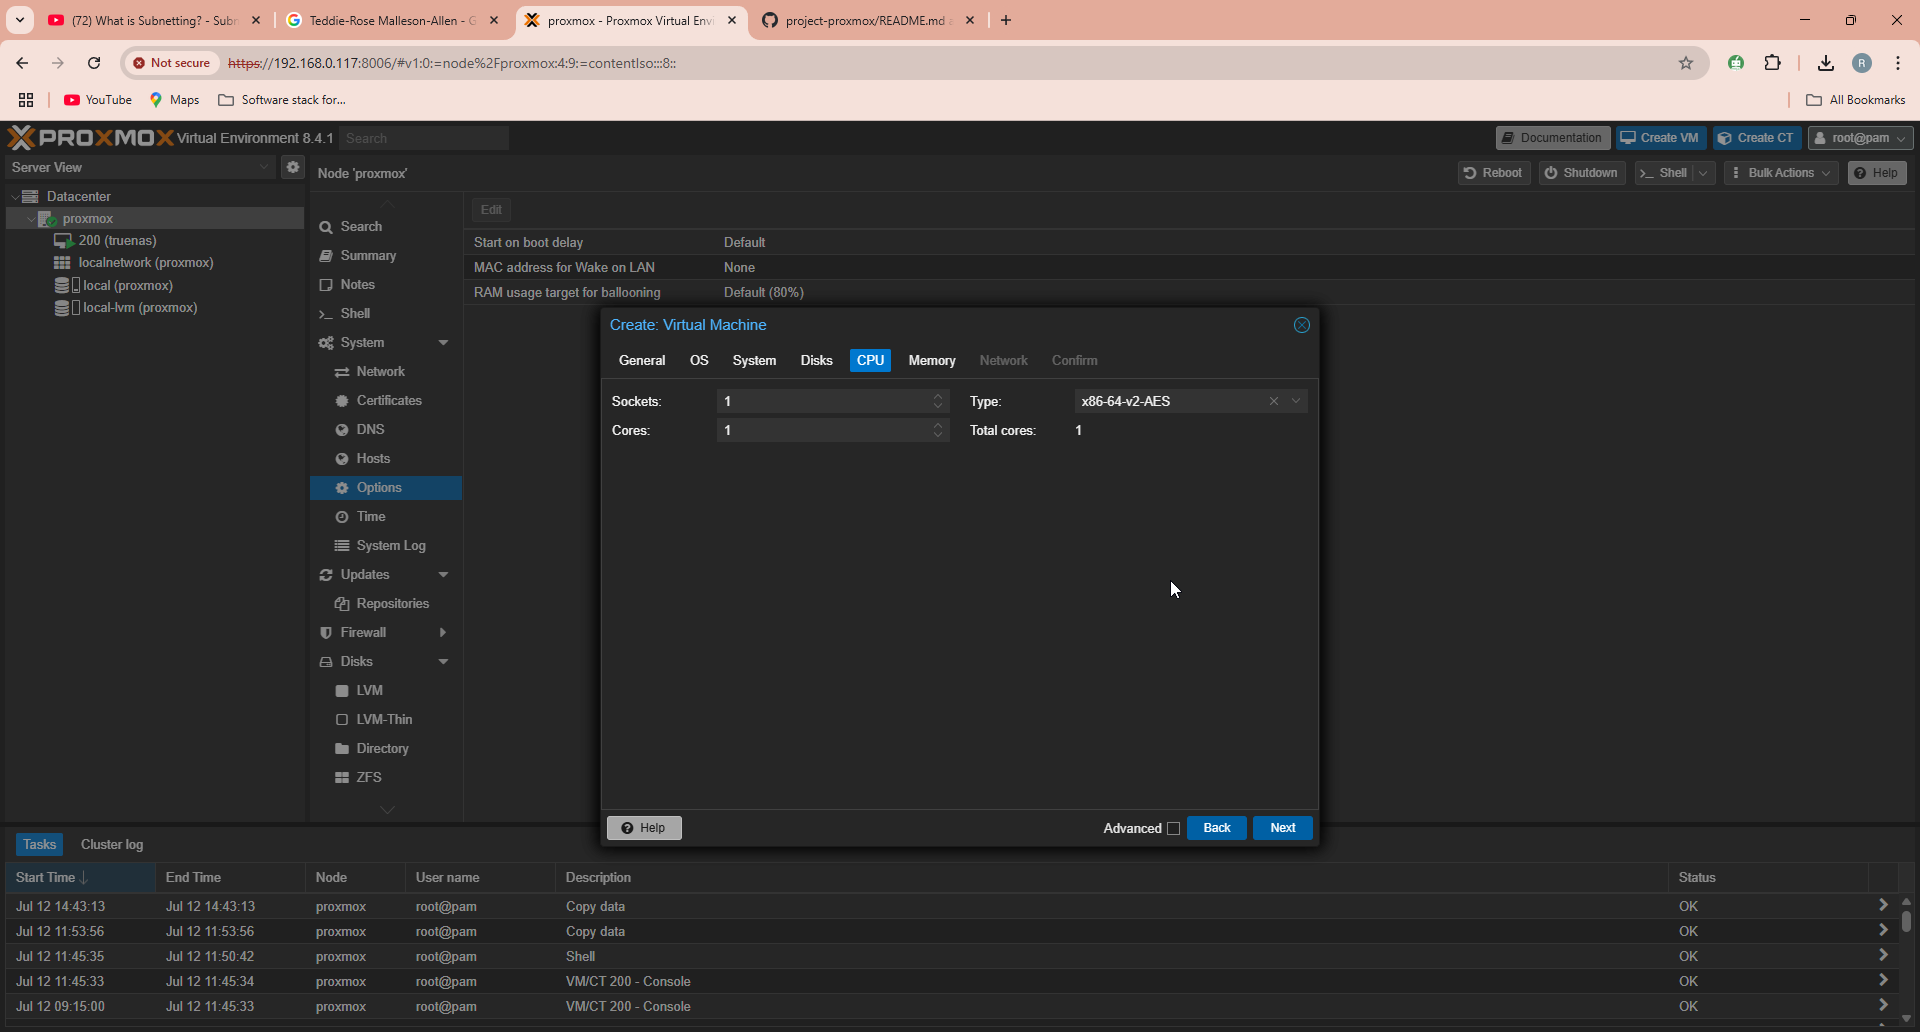 (72) What is Subnetting? - Subn
Teddie-Rose Malleson-Allen - G
proxmox - Proxmox Virtual Envi
project-proxmox/README.md a
Not secure
https://192.168.0.117:8006/#v1:0:=node%2Fproxmox:4:9:=contentIso:::8::
R
YouTube
Maps
Software stack for...
All Bookmarks
PROXMOX Virtual Environment 8.4.1
Search
Documentation
Create VM
Create CT
root@pam
Server View
Node 'proxmox'
Reboot
Shutdown
Shell
Bulk Actions
Help
Datacenter
proxmox
200 (truenas)
localnetwork (proxmox)
local (proxmox)
local-lvm (proxmox)
Search
Summary
Notes
Shell
System
Network
Certificates
DNS
Hosts
Options
Time
System Log
Updates
Repositories
Firewall
Disks
LVM
LVM-Thin
Directory
ZFS
Edit
Start on boot delay Default
MAC address for Wake on LAN None
RAM usage target for ballooning Default (80%)
Create: Virtual Machine
General OS System Disks CPU Memory Network Confirm
Sockets: 1 Type: x86-64-v2-AES
Cores: 1 Total cores: 1
Help
Advanced
Back
Next
Tasks Cluster log
Start Time End Time Node User name Description Status
Jul 12 14:43:13 Jul 12 14:43:13 proxmox root@pam Copy data OK
Jul 12 11:53:56 Jul 12 11:53:56 proxmox root@pam Copy data OK
Jul 12 11:45:35 Jul 12 11:50:42 proxmox root@pam Shell OK
Jul 12 11:45:33 Jul 12 11:45:34 proxmox root@pam VM/CT 200 - Console OK
Jul 12 09:15:00 Jul 12 11:45:33 proxmox root@pam VM/CT 200 - Console OK